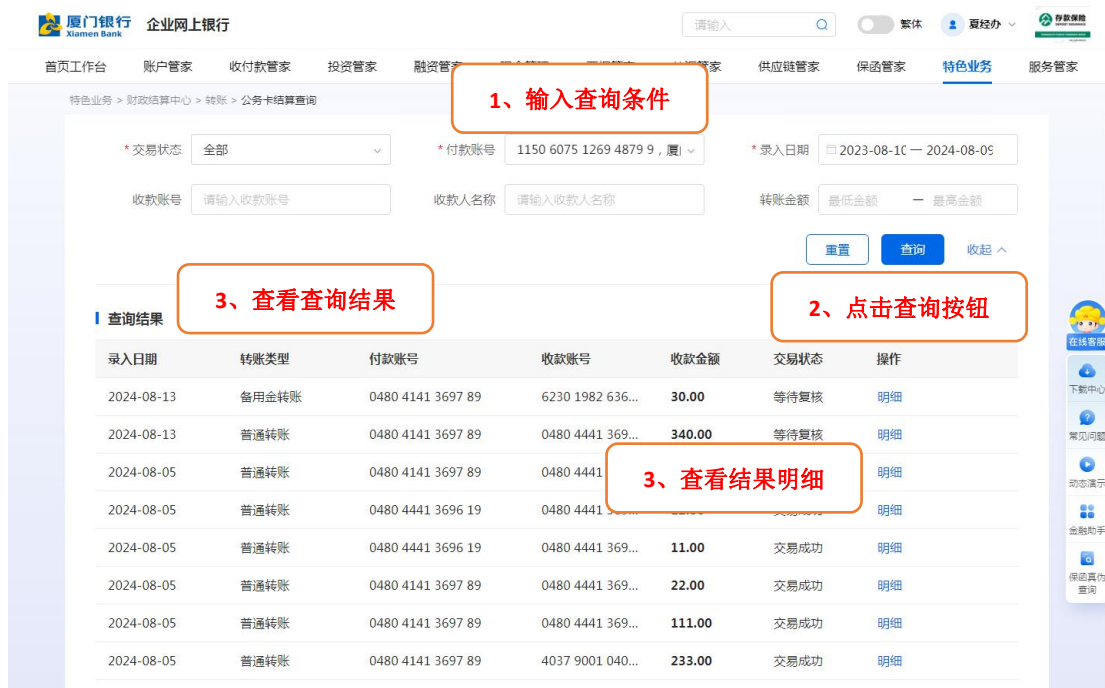 厦门银行 企业网上银行 请输入 繁体 夏经办 存款保险
Xiamen Bank
首页工作台 账户管家 收付款管家 投资管家 融资管家 供应链管家 保函管家 特色业务 服务管家
特色业务 > 财政结算中心 > 转账 > 公务卡结算查询
1、输入查询条件
* 交易状态 全部 * 付款账号 1150 6075 1269 4879 9 , 厦 * 录入日期 2023-08-10 — 2024-08-09
收款账号 请输入收款账号 收款人名称 请输入收款人名称 转账金额 最低金额 — 最高金额
重置 查询 收起
3、查看查询结果
2、点击查询按钮
查询结果
录入日期 转账类型 付款账号 收款账号 收款金额 交易状态 操作
2024-08-13 备用金转账 0480 4141 3697 89 6230 1982 636... 30.00 等待复核 明细
2024-08-13 普通转账 0480 4141 3697 89 0480 4441 369... 340.00 等待复核 明细
3、查看结果明细
2024-08-05 普通转账 0480 4141 3697 89 0480 4441 明细
2024-08-05 普通转账 0480 4441 3696 19 0480 4441 明细
2024-08-05 普通转账 0480 4441 3696 19 0480 4441 369... 11.00 交易成功 明细
2024-08-05 普通转账 0480 4141 3697 89 0480 4441 369... 22.00 交易成功 明细
2024-08-05 普通转账 0480 4141 3697 89 0480 4441 369... 111.00 交易成功 明细
2024-08-05 普通转账 0480 4141 3697 89 4037 9001 040... 233.00 交易成功 明细
在线客服
下载中心
常见问题
动态演示
金融助手
保函真伪
查询